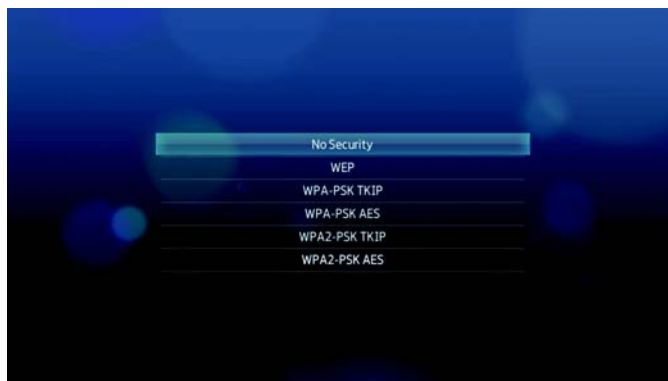 No Security
WEP
WPA-PSK TKIP
WPA-PSK AES
WPA2-PSK TKIP
WPA2-PSK AES